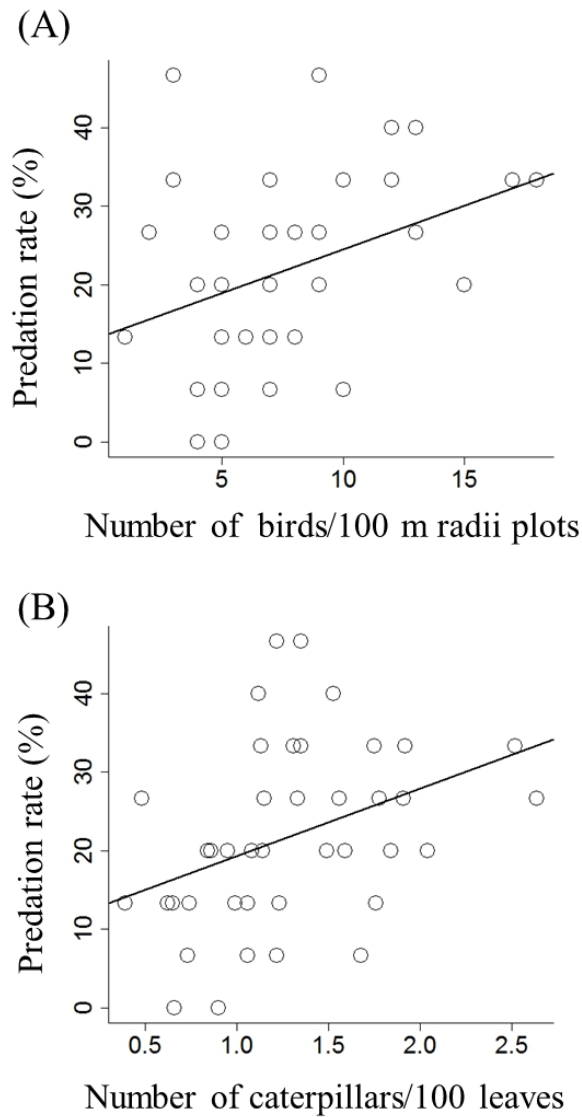 (A)
Predation rate (%)
40
30
20
10
0
5 10 15
Number of birds/100 m radii plots
(B)
Predation rate (%)
40
30
20
10
0
0.5 1.0 1.5 2.0 2.5
Number of caterpillars/100 leaves